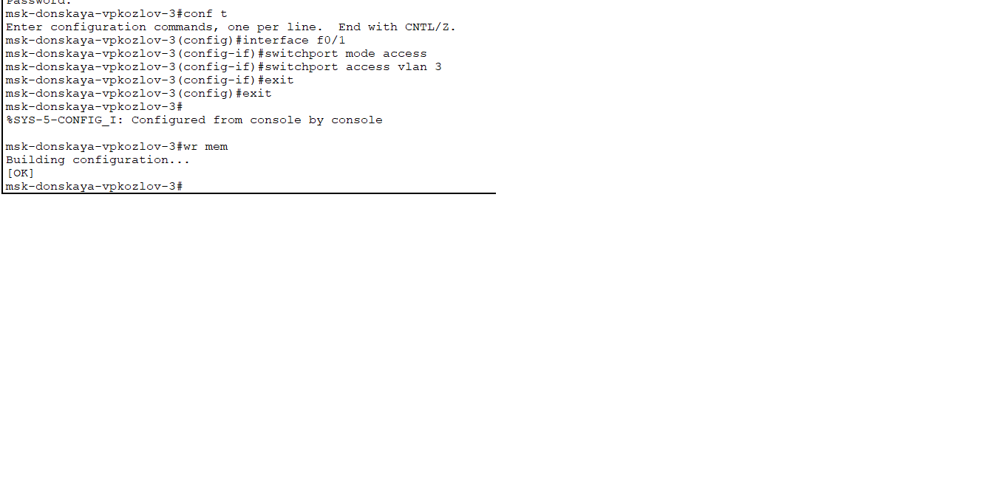 Password:
msk-donskaya-vpkozlov-3#conf t
Enter configuration commands, one per line.  End with CNTL/Z.
msk-donskaya-vpkozlov-3(config)#interface f0/1
msk-donskaya-vpkozlov-3(config-if)#switchport mode access
msk-donskaya-vpkozlov-3(config-if)#switchport access vlan 3
msk-donskaya-vpkozlov-3(config-if)#exit
msk-donskaya-vpkozlov-3(config)#exit
msk-donskaya-vpkozlov-3#
%SYS-5-CONFIG_I: Configured from console by console
msk-donskaya-vpkozlov-3#wr mem
Building configuration...
[OK]
msk-donskaya-vpkozlov-3#